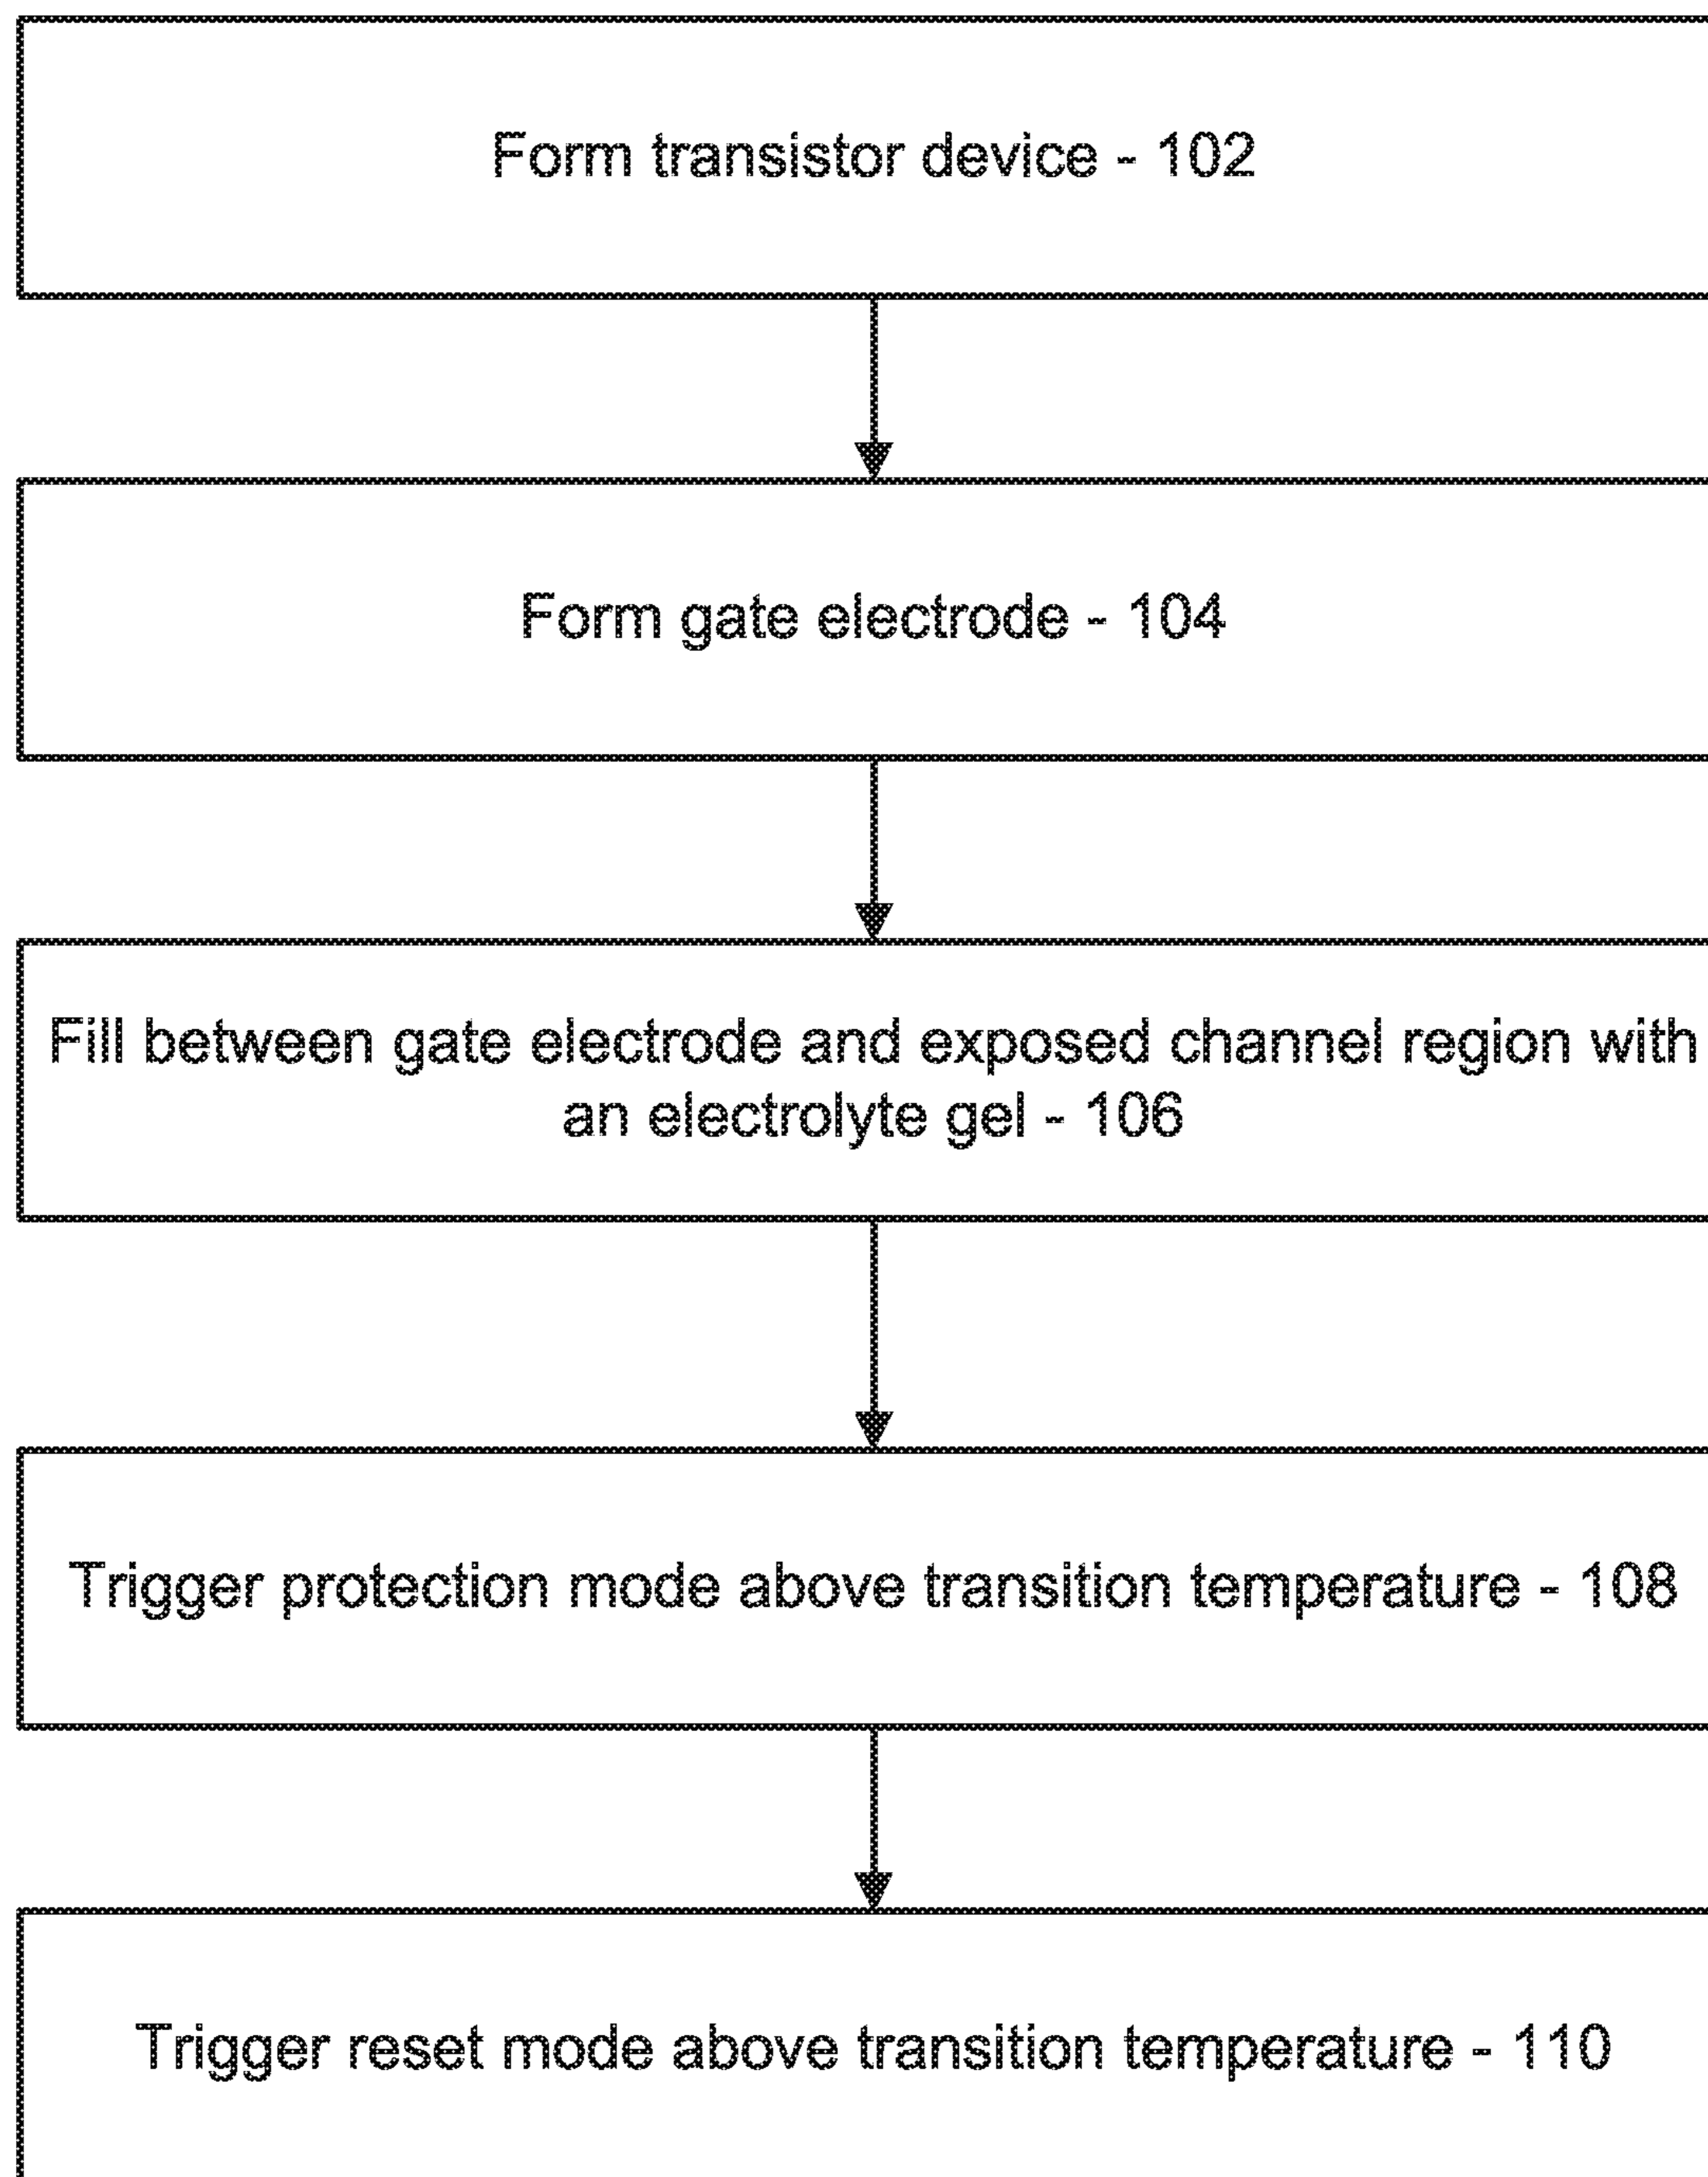 Form transistor device - 102
Form gate electrode - 104
Fill between gate electrode and exposed channel region with
an electrolyte gel - 106
Trigger protection mode above transition temperature - 108
Trigger reset mode above transition temperature - 110